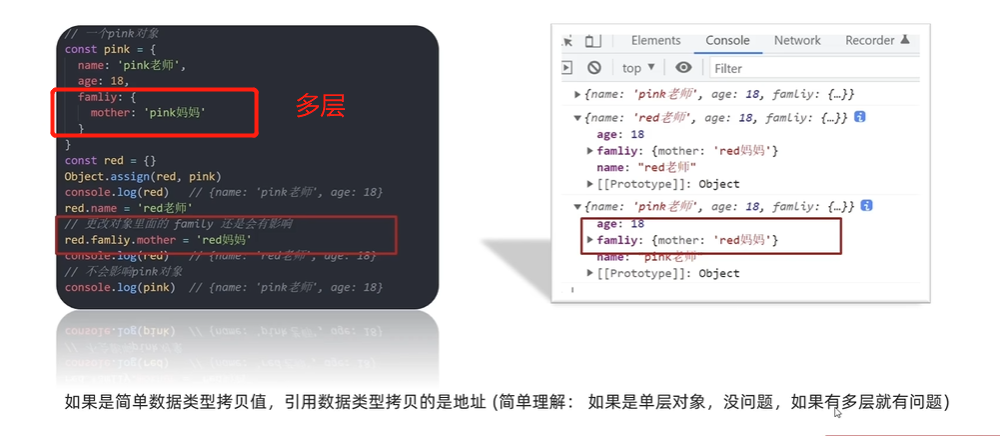 // 一个pink对象
const pink = {
name: 'pink老师',
age: 18,
famliy: {
mother: 'pink妈妈'
}
}
多层
const red = {}
Object.assign(red, pink)
console.log(red) // {name: 'pink老师', age: 18}
red.name = 'red老师'
// 更改对象里面的 family 还是会有影响
red.famliy.mother = 'red妈妈'
console.log(red) // {name: 'red老师', age: 18}
// 不会影响pink对象
console.log(pink) // {name: 'pink老师', age: 18}
Elements Console Network Recorder
top Filter
{name: 'pink老师', age: 18, famliy: {…}}
{name: 'red老师', age: 18, famliy: {…}}
age: 18
famliy: {mother: 'red妈妈'}
name: "red老师"
[[Prototype]]: Object
{name: 'pink老师', age: 18, famliy: {…}}
age: 18
famliy: {mother: 'red妈妈'}
name: "pink老师"
[[Prototype]]: Object
如果是简单数据类型拷贝值，引用数据类型拷贝的是地址 (简单理解： 如果是单层对象，没问题，如果有多层就有问题)